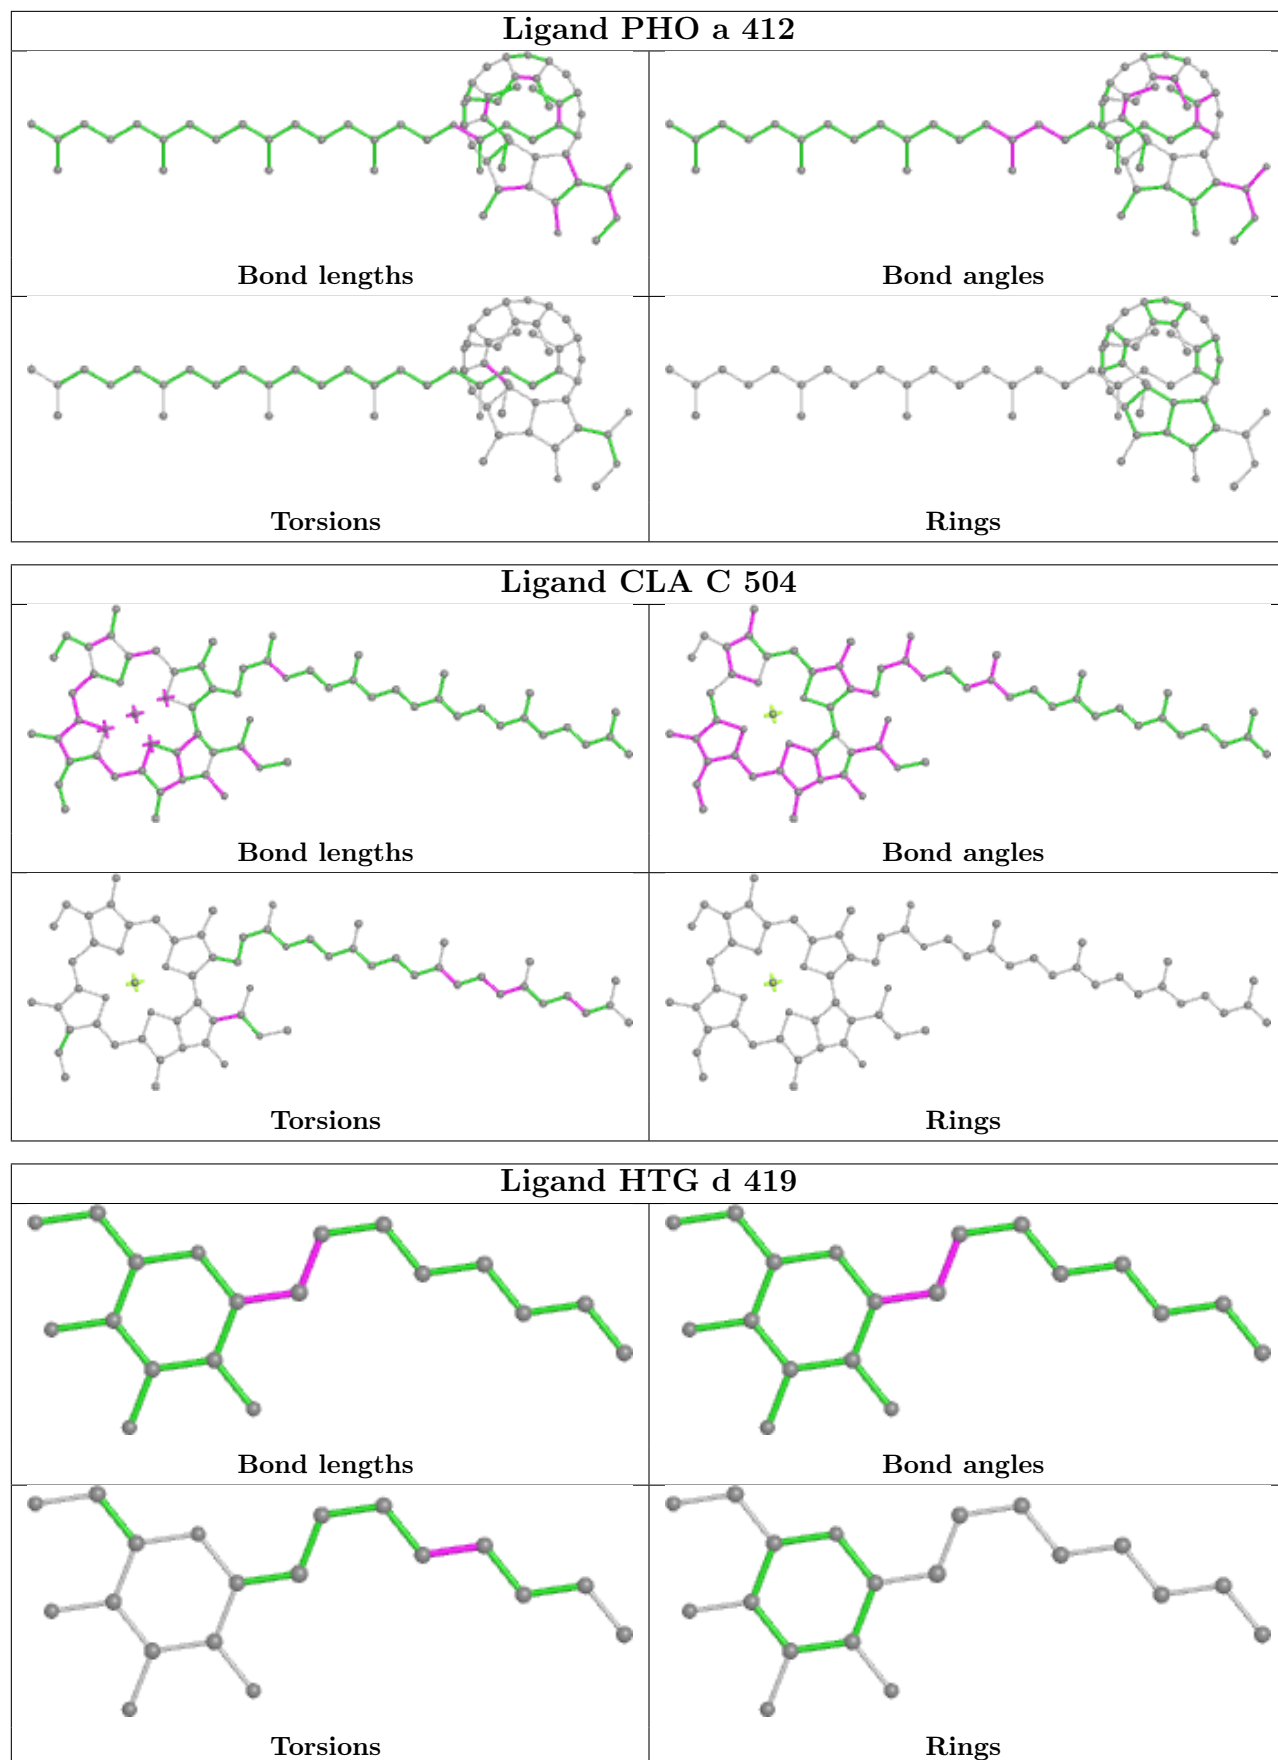 Ligand PHO a 412
Bond lengths
Bond angles
Torsions
Rings
Ligand CLA C 504
Bond lengths
Bond angles
Torsions
Rings
Ligand HTG d 419
Bond lengths
Bond angles
Torsions
Rings